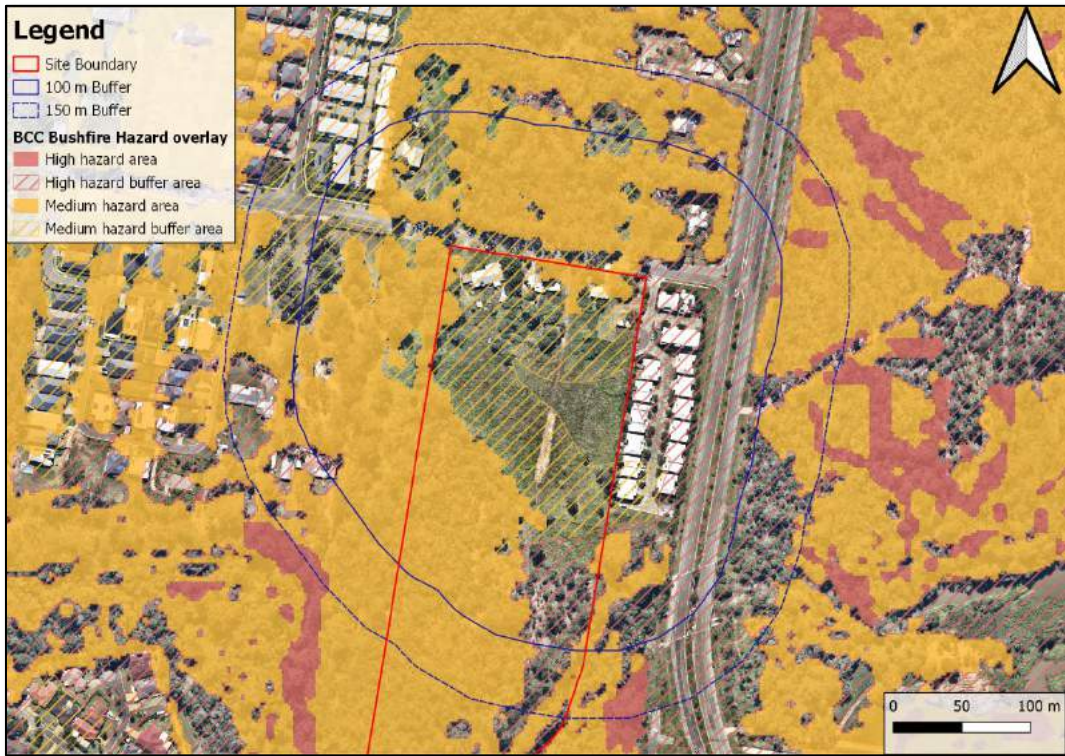 Legend
Site Boundary
100 m Buffer
150 m Buffer
BCC Bushfire Hazard overlay
High hazard area
High hazard buffer area
Medium hazard area
Medium hazard buffer area
0 50 100 m